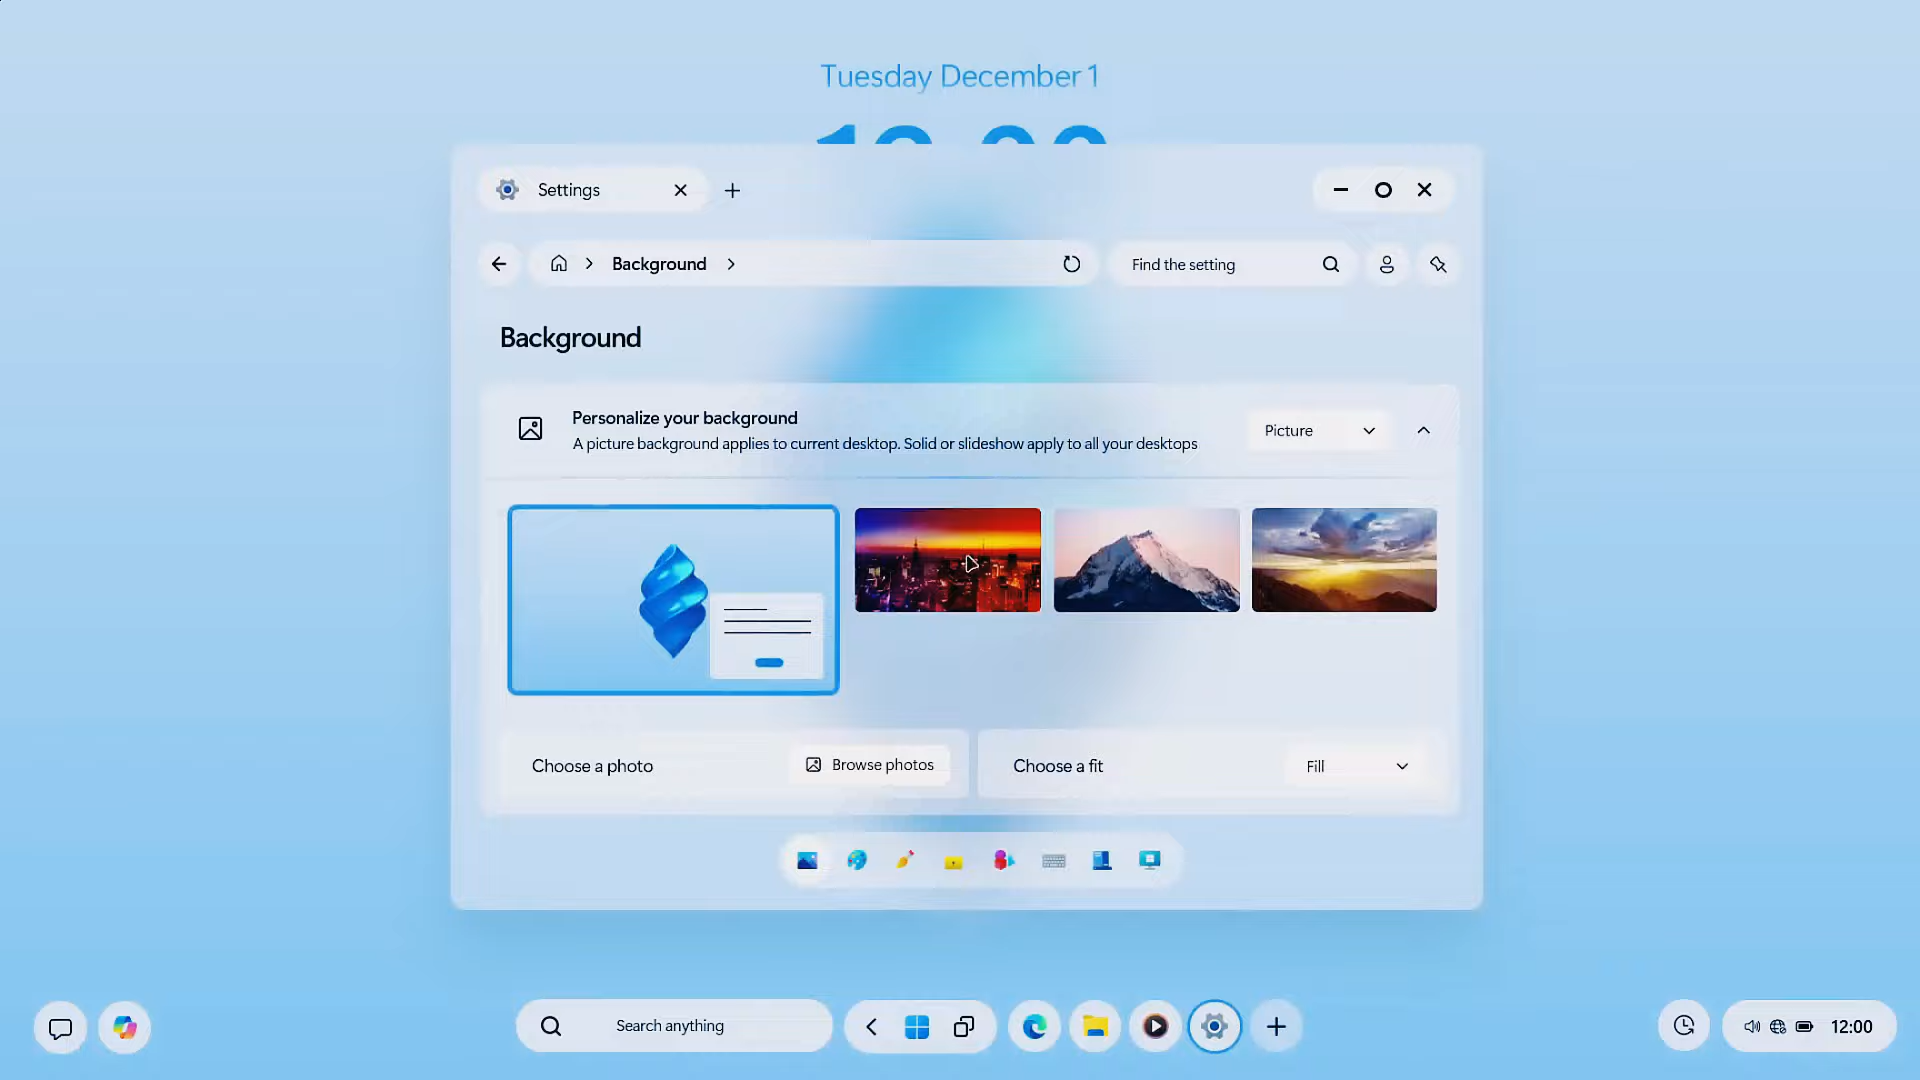 Tuesday December 1
Settings
Background
Find the setting
Background
Personalize your background
A picture background applies to current desktop. Solid or slideshow apply to all your desktops
Picture
Choose a photo
Browse photos
Choose a fit
Fill
Search anything
12:00